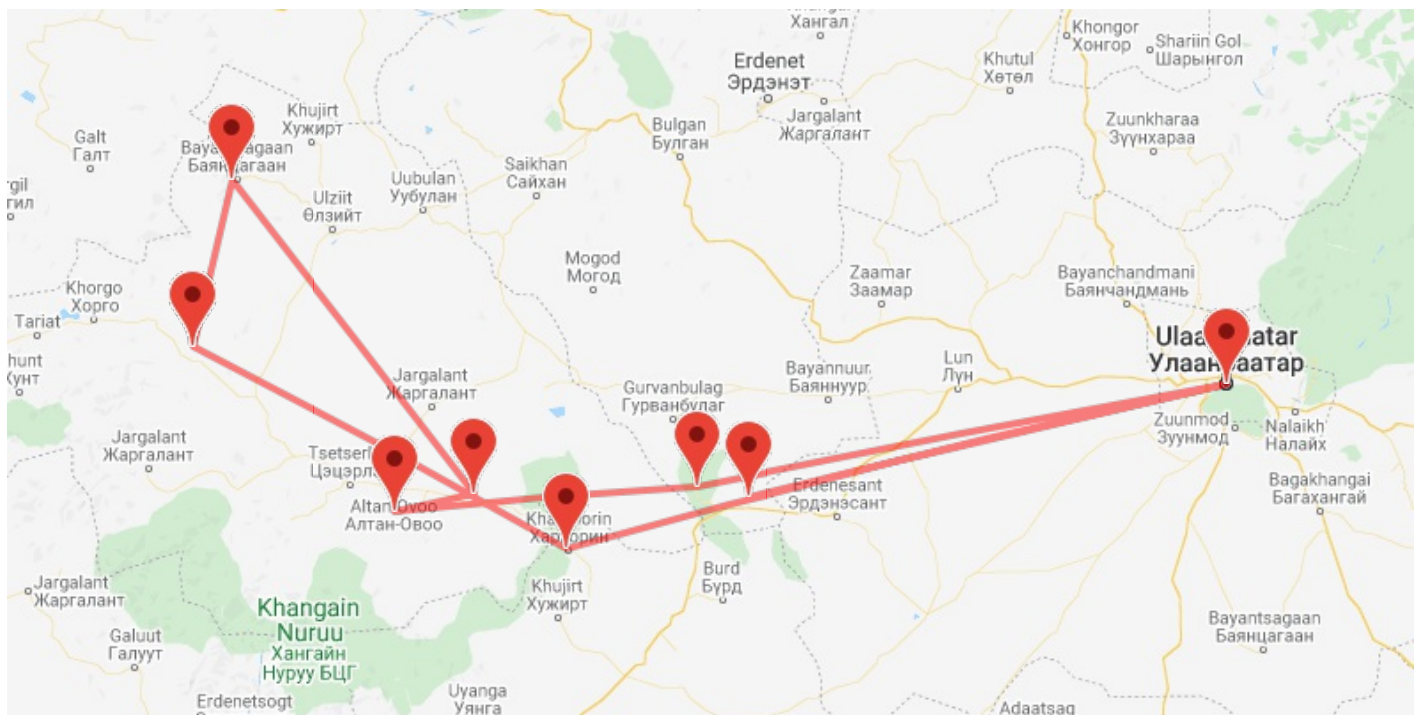 Хангал
Khongor
Хонгор
Shariin Gol
Шарынгол
Erdenet
Эрдэнэт
Khutul
Хөтөл
Jargalant
Жаргалант
Zuunkharaa
Зүүнхараа
Bulgan
Булган
Khujirt
Хужирт
Galt
Галт
Saikhan
Сайхан
Uubulan
Уубулан
Ulziit
Өлзийт
Mogod
Могод
Zaamar
Заамар
Bayanchandmani
Баянчандмань
Khorgo
Хорго
Tariat
Улаанбаатар
Lun
Лүн
Bayannuur
Баяннуур
Jargalant
Жаргалант
Gurvanbulag
Гурванбулаг
Zuunmod
Зуунмод
Nalaikh
Налайх
Jargalant
Жаргалант
Altan-Ovoo
Алтан-Овоо
Erdenesant
Эрдэнэсант
Bagakhangai
Багахангай
Burd
Бүрд
Khujirt
Хужирт
Jargalant
Жаргалант
Khangain
Nuruu
Хангайн
Нуруу БЦГ
Galuut
Галуут
Bayantsagaan
Баянцагаан
Uyanga
Уянга
Erdenetsogt
Adaatsag